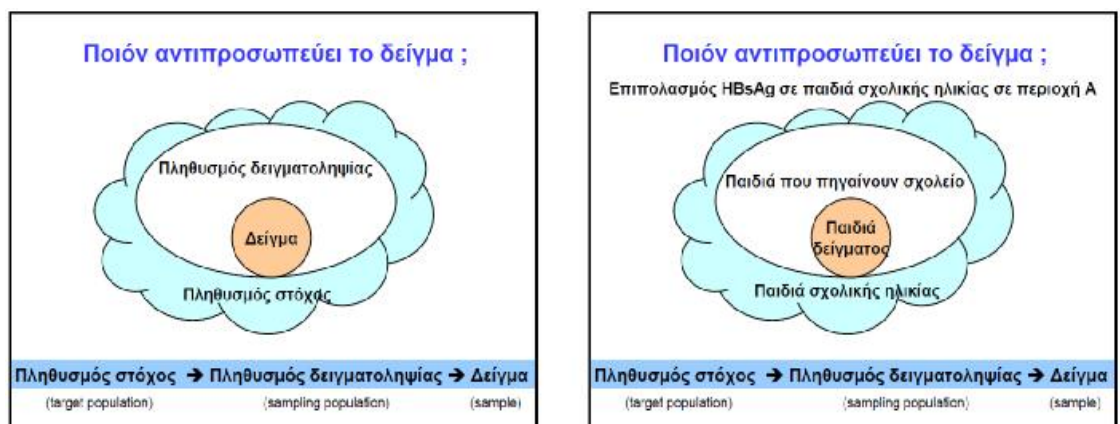 Ποιόν αντιπροσωπεύει το δείγμα ;
Πληθυσμός δειγματοληψίας
Δείγμα
Πληθυσμός στόχος
Πληθυσμός στόχος ➔ Πληθυσμός δειγματοληψίας ➔ Δείγμα
(target population) (sampling population) (sample)
Ποιόν αντιπροσωπεύει το δείγμα ;
Επιπολασμός HBsAg σε παιδιά σχολικής ηλικίας σε περιοχή Α
Παιδιά που πηγαίνουν σχολείο
Παιδιά
δείγματος
Παιδιά σχολικής ηλικίας
Πληθυσμός στόχος ➔ Πληθυσμός δειγματοληψίας ➔ Δείγμα
(target population) (sampling population) (sample)